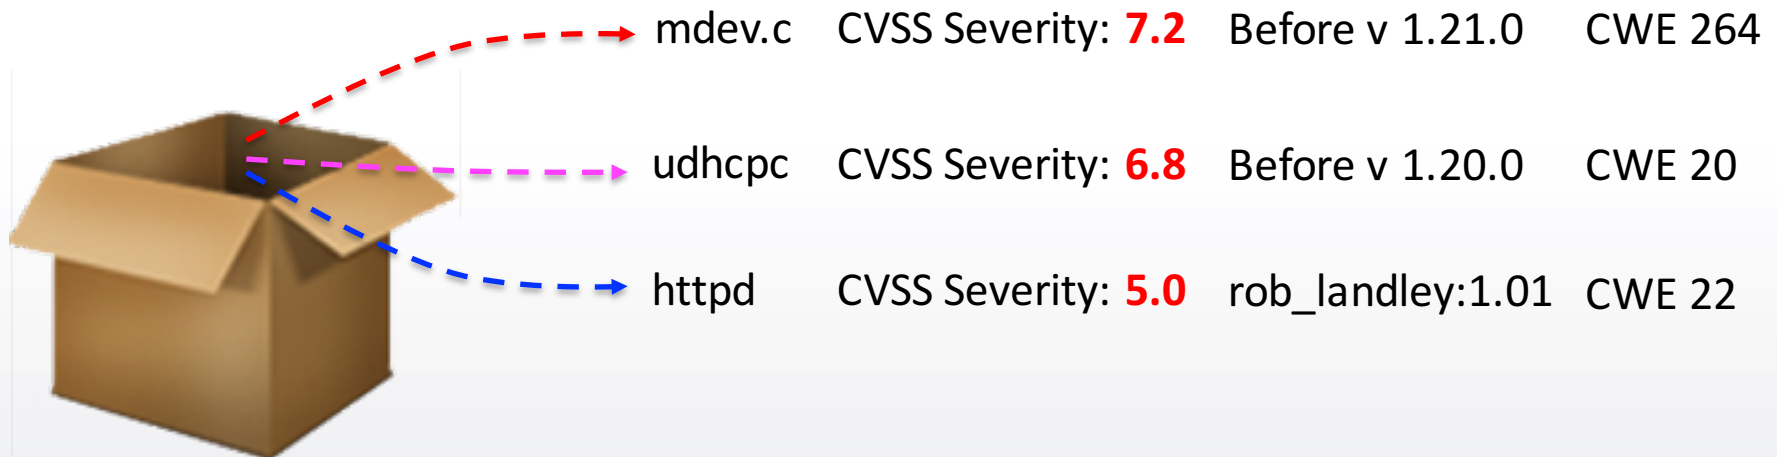 mdev.c CVSS Severity: 7.2 Before v 1.21.0 CWE 264
udhcpc CVSS Severity: 6.8 Before v 1.20.0 CWE 20
httpd CVSS Severity: 5.0 rob_landley:1.01 CWE 22